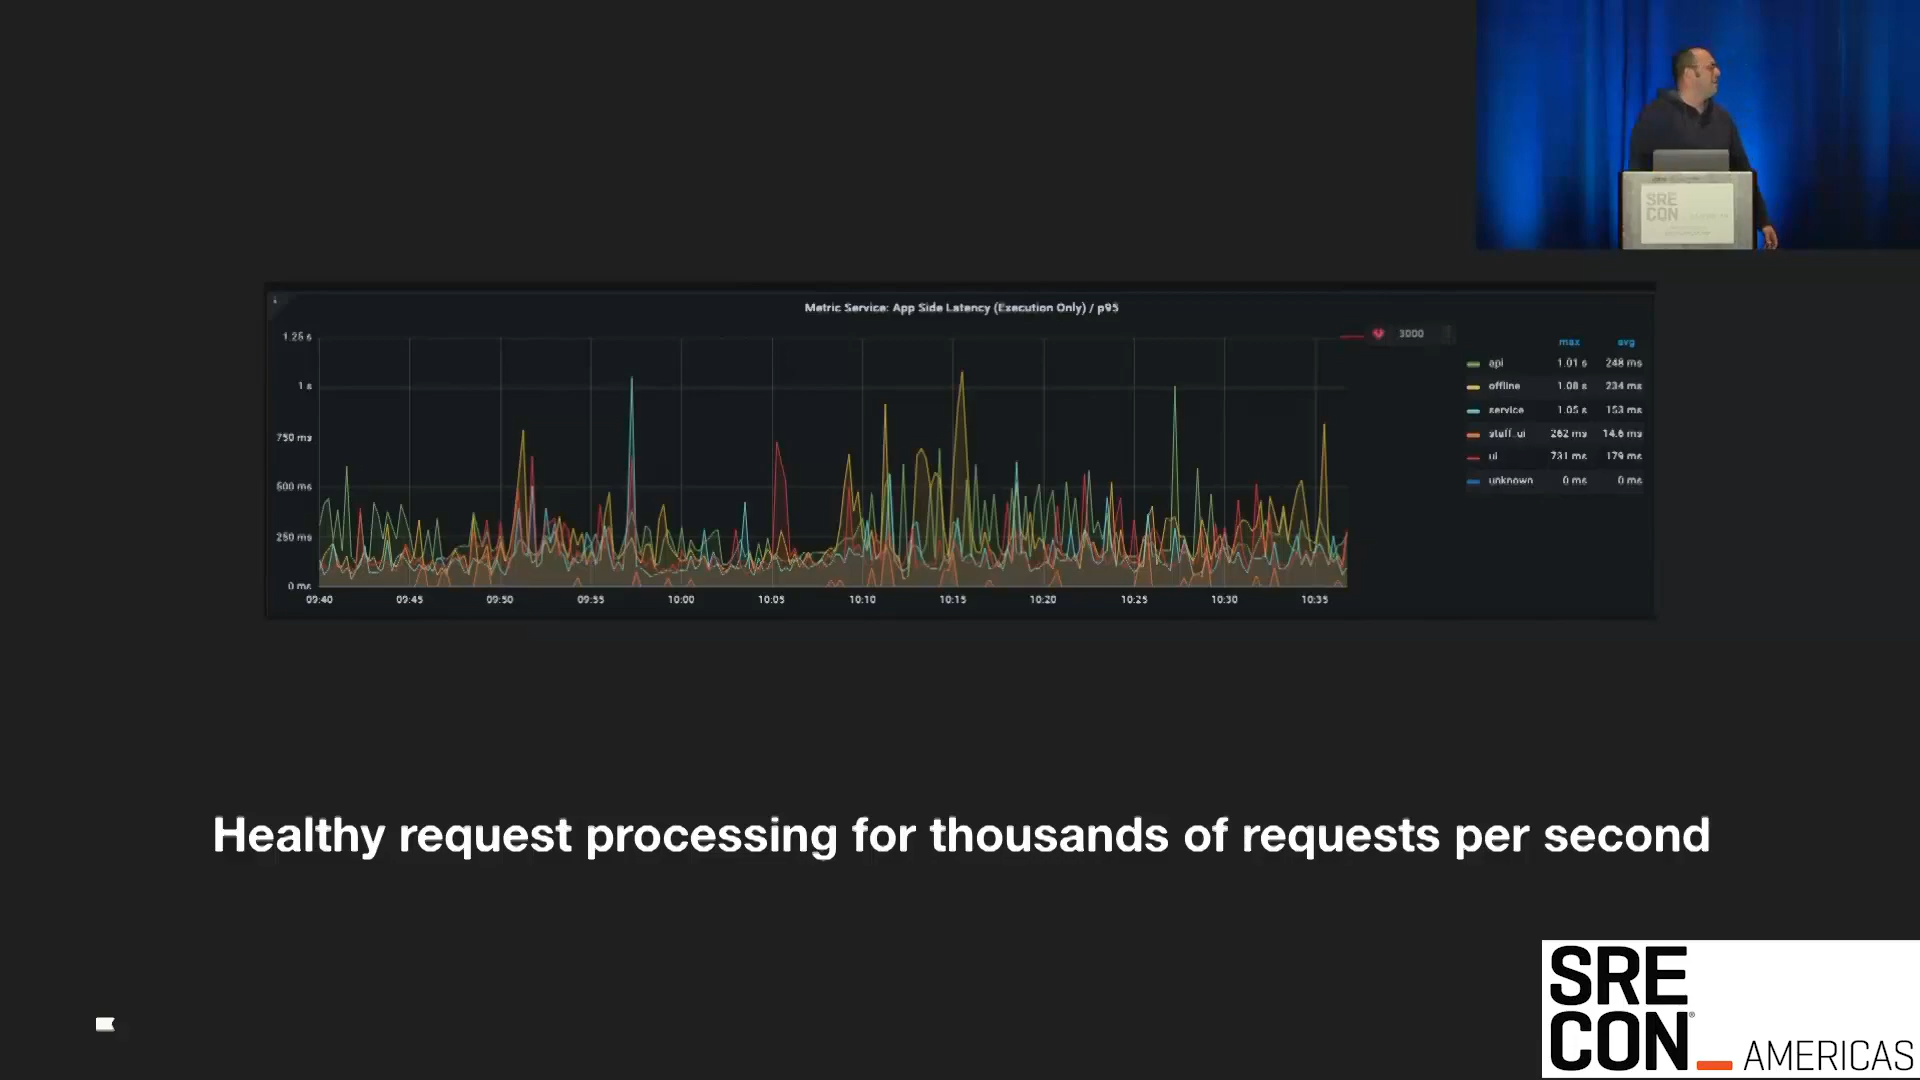 SRE
CON
Metric Service: App Side Latency (Execution Only) / p95
1.25 s
1 s
750 ms
500 ms
250 ms
0 ms
09:40 09:45 09:50 09:55 10:00 10:05 10:10 10:15 10:20 10:25 10:30 10:35
3000
max avg
api 1.01 s 248 ms
offline 1.08 s 234 ms
service 1.05 s 153 ms
staff_ui 262 ms 14.6 ms
ui 731 ms 179 ms
unknown 0 ms 0 ms
Healthy request processing for thousands of requests per second
SRE
CON® AMERICAS